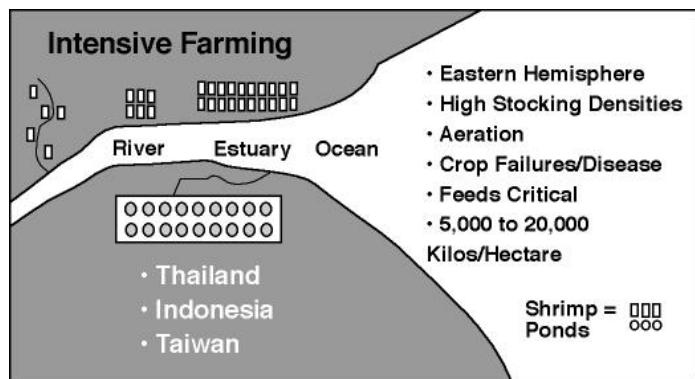 Intensive Farming
• Eastern Hemisphere
• High Stocking Densities
• Aeration
• Crop Failures/Disease
• Feeds Critical
• 5,000 to 20,000
Kilos/Hectare
River
Estuary
Ocean
• Thailand
• Indonesia
• Taiwan
Shrimp =
Ponds